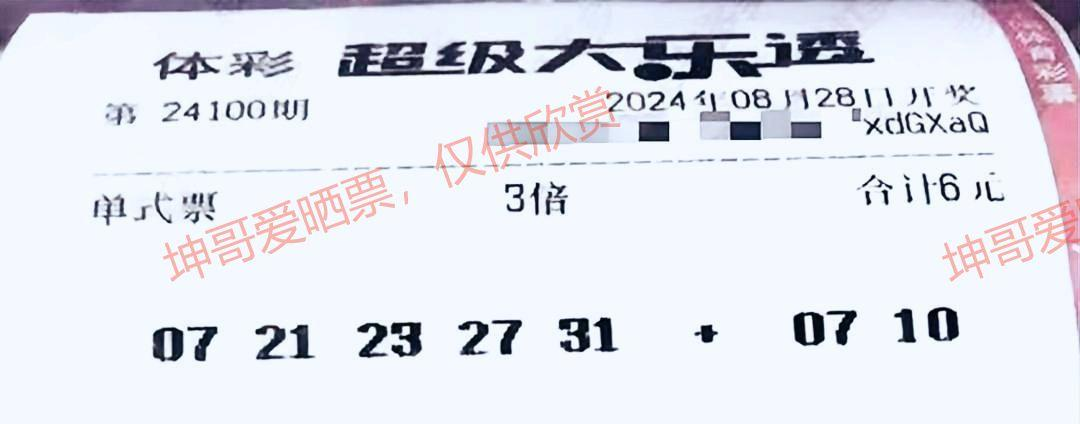 体彩 超级大乐透
第 24100期 2024年08月28日开奖
xdGXaQ
单式票 3倍 合计6元
07 21 23 27 31 + 07 10
坤哥爱晒票，仅供欣赏
坤哥爱
体育彩票